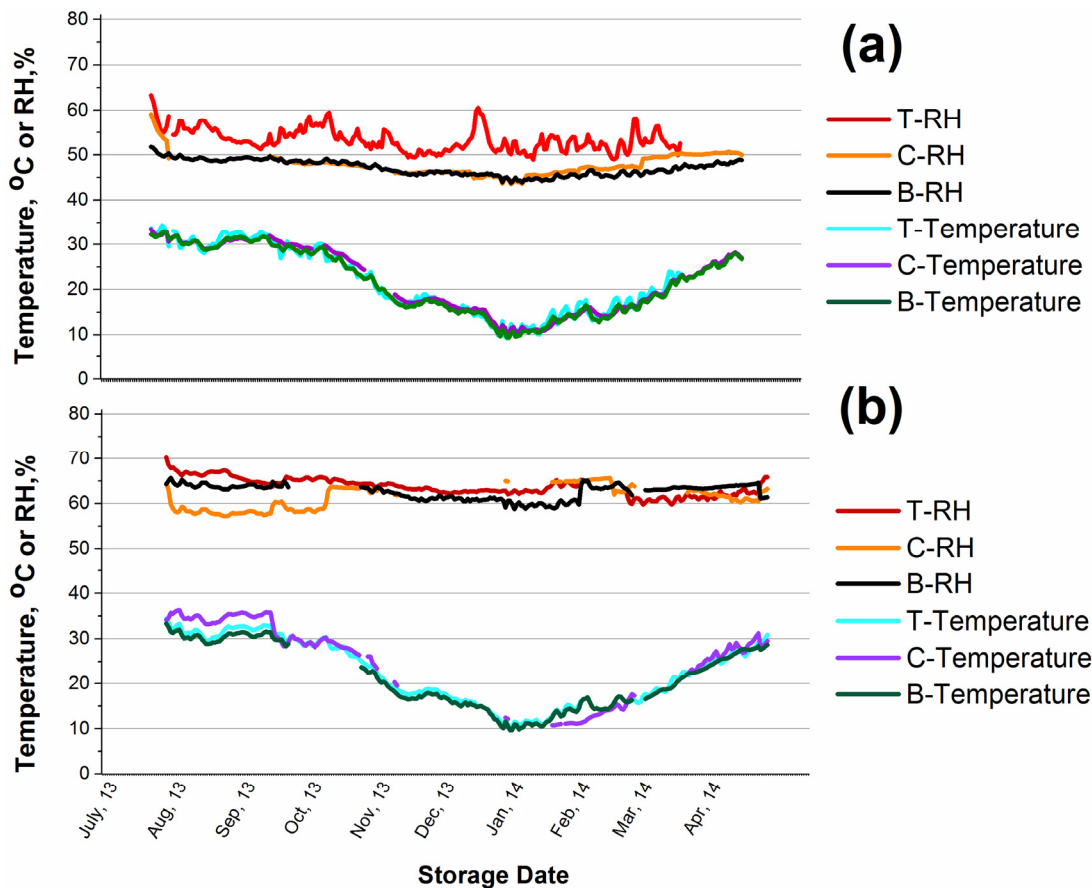 80
70
60
50
40
30
20
10
0
Temperature, ⁰C or RH,%
(a)
T-RH
C-RH
B-RH
T-Temperature
C-Temperature
B-Temperature
80
70
60
50
40
30
20
10
0
Temperature, ⁰C or RH,%
(b)
T-RH
C-RH
B-RH
T-Temperature
C-Temperature
B-Temperature
July, 13
Aug, 13
Sep, 13
Oct, 13
Nov, 13
Dec, 13
Jan, 14
Feb, 14
Mar, 14
Apr, 14
Storage Date